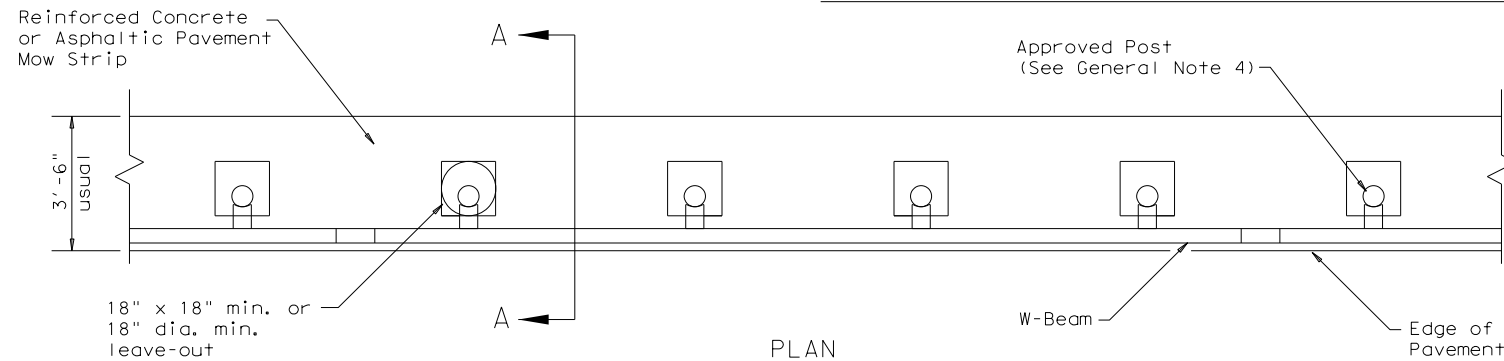 Reinforced Concrete
or Asphaltic Pavement
Mow Strip
A
Approved Post
(See General Note 4)
3'-6"
usual
18" x 18" min. or
18" dia. min.
leave-out
A
W-Beam
Edge of
Pavement
PLAN